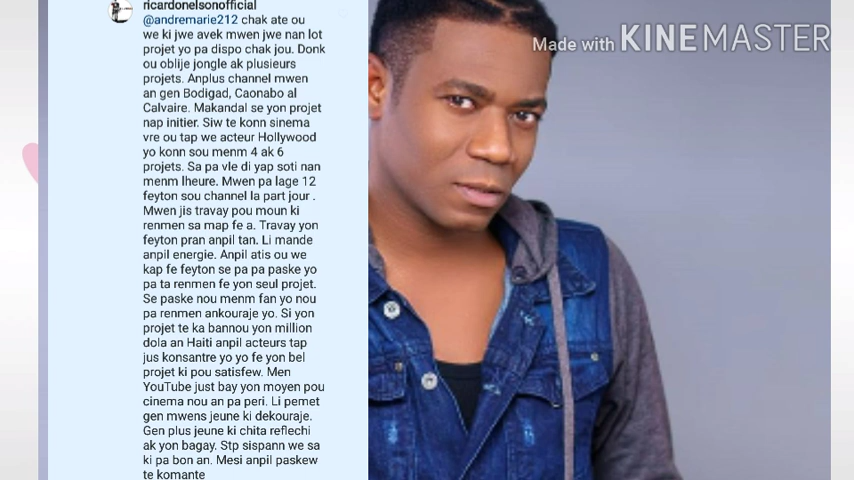 ricardonelsonofficial
@andremarie212 chak ate ou
we ki jwe avek mwen jwe nan lot
projet yo pa dispo chak jou. Donk
ou oblije jongle ak plusieurs
projets. Anplus channel mwen
an gen Bodigad, Caonabo al
Calvaire. Makandal se yon projet
nap initier. Siw te konn sinema
vre ou tap we acteur Hollywood
yo konn sou menm 4 ak 6
projets. Sa pa vle di yap soti nan
menm lheure. Mwen pa lage 12
feyton sou channel la part jour .
Mwen jis travay pou moun ki
renmen sa map fe a. Travay yon
feyton pran anpil tan. Li mande
anpil energie. Anpil atis ou we
kap fe feyton se pa pa paske yo
pa ta renmen fe yon seul projet.
Se paske nou menm fan yo nou
pa renmen ankouraje yo. Si yon
projet te ka bannou yon million
dola an Haiti anpil acteurs tap
jus konsantre yo yo fe yon bel
projet ki pou satisfew. Men
YouTube just bay yon moyen pou
cinema nou an pa peri. Li pemet
gen mwens jeune ki dekouraje.
Gen plus jeune ki chita reflechi
ak yon bagay. Stp sispann we sa
ki pa bon an. Mesi anpil paskew
te komante
Made with KINEMASTER